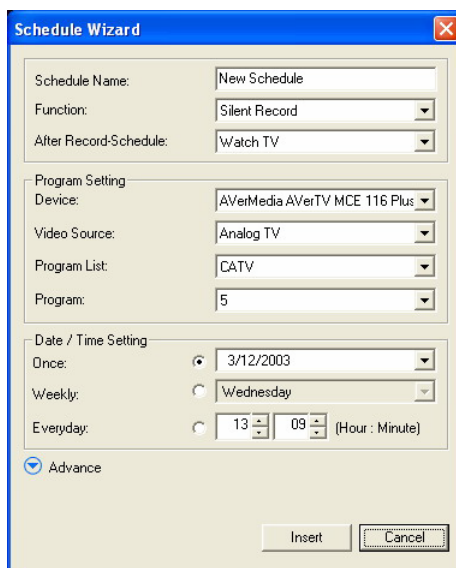 Schedule Wizard
Schedule Name: New Schedule
Function: Silent Record
After Record-Schedule: Watch TV
Program Setting
Device: AVerMedia AVerTV MCE 116 Plus
Video Source: Analog TV
Program List: CATV
Program: 5
Date / Time Setting
Once: 3/12/2003
Weekly: Wednesday
Everyday: 13 09 (Hour : Minute)
Advance
Insert Cancel